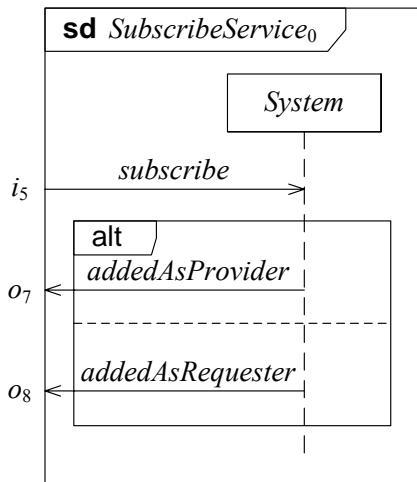 sd SubscribeService₀
System
subscribe
i₅
alt
addedAsProvider
o₇
addedAsRequester
o₈